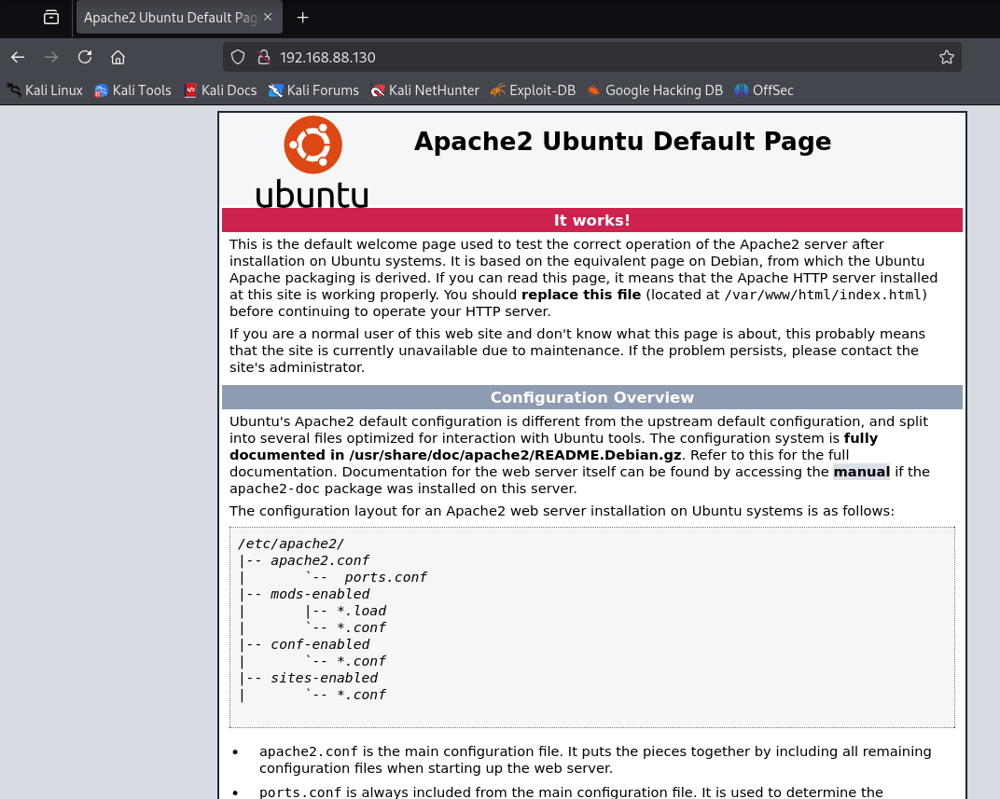 Apache2 Ubuntu Default Pag
192.168.88.130
Kali Linux Kali Tools Kali Docs Kali Forums Kali NetHunter Exploit-DB Google Hacking DB OffSec
ubuntu
Apache2 Ubuntu Default Page
It works!
This is the default welcome page used to test the correct operation of the Apache2 server after
installation on Ubuntu systems. It is based on the equivalent page on Debian, from which the Ubuntu
Apache packaging is derived. If you can read this page, it means that the Apache HTTP server installed
at this site is working properly. You should replace this file (located at /var/www/html/index.html)
before continuing to operate your HTTP server.
If you are a normal user of this web site and don't know what this page is about, this probably means
that the site is currently unavailable due to maintenance. If the problem persists, please contact the
site's administrator.
Configuration Overview
Ubuntu's Apache2 default configuration is different from the upstream default configuration, and split
into several files optimized for interaction with Ubuntu tools. The configuration system is fully
documented in /usr/share/doc/apache2/README.Debian.gz. Refer to this for the full
documentation. Documentation for the web server itself can be found by accessing the manual if the
apache2-doc package was installed on this server.
The configuration layout for an Apache2 web server installation on Ubuntu systems is as follows:
/etc/apache2/
|-- apache2.conf
|       `--  ports.conf
|-- mods-enabled
|       |-- *.load
|       `-- *.conf
|-- conf-enabled
|       `-- *.conf
|-- sites-enabled
|       `-- *.conf
• apache2.conf is the main configuration file. It puts the pieces together by including all remaining
configuration files when starting up the web server.
• ports.conf is always included from the main configuration file. It is used to determine the